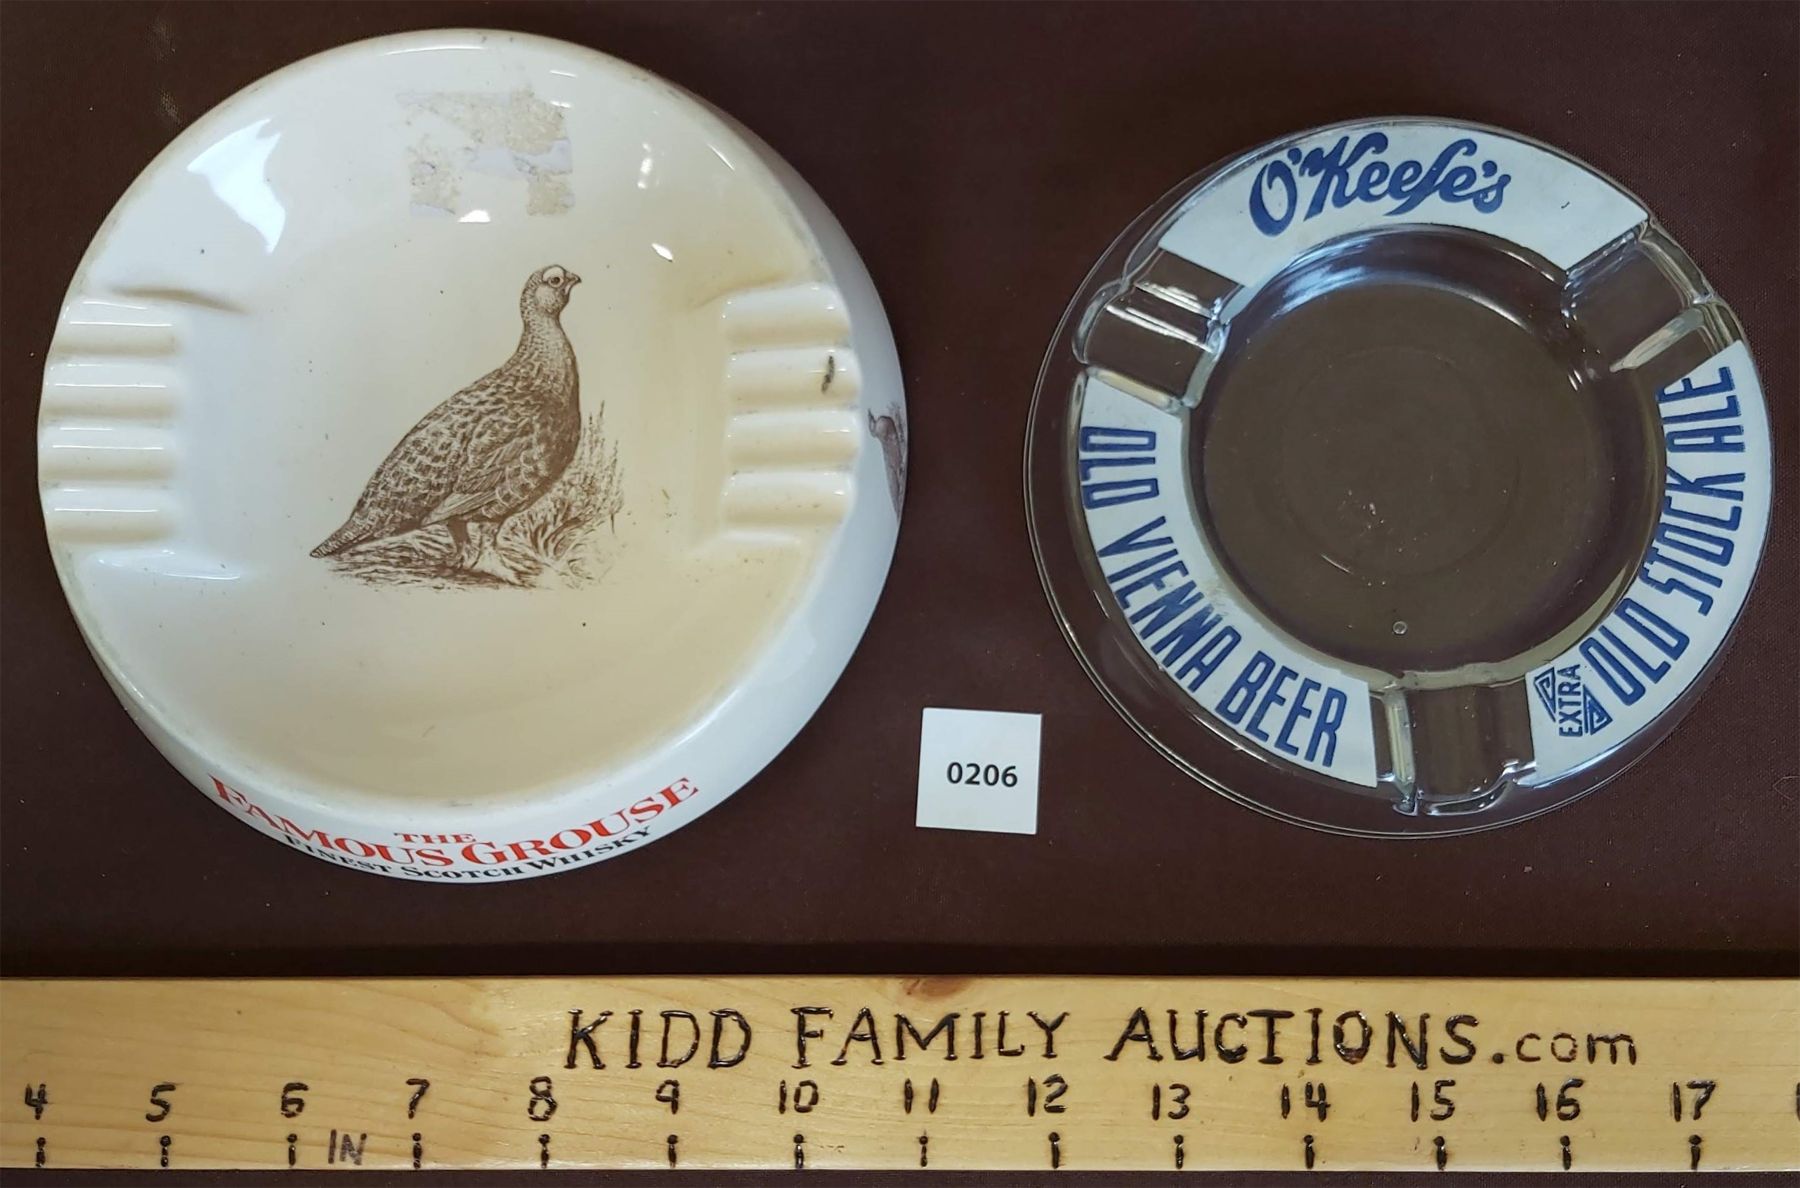 THE
FAMOUS GROUSE
FINEST SCOTCH WHISKY
O'Keefe's
OLD VIENNA BEER
EXTRA OLD STOCK ALE
0206
KIDD FAMILY AUCTIONS.com
4 5 6 7 8 9 10 11 12 13 14 15 16 17
IN